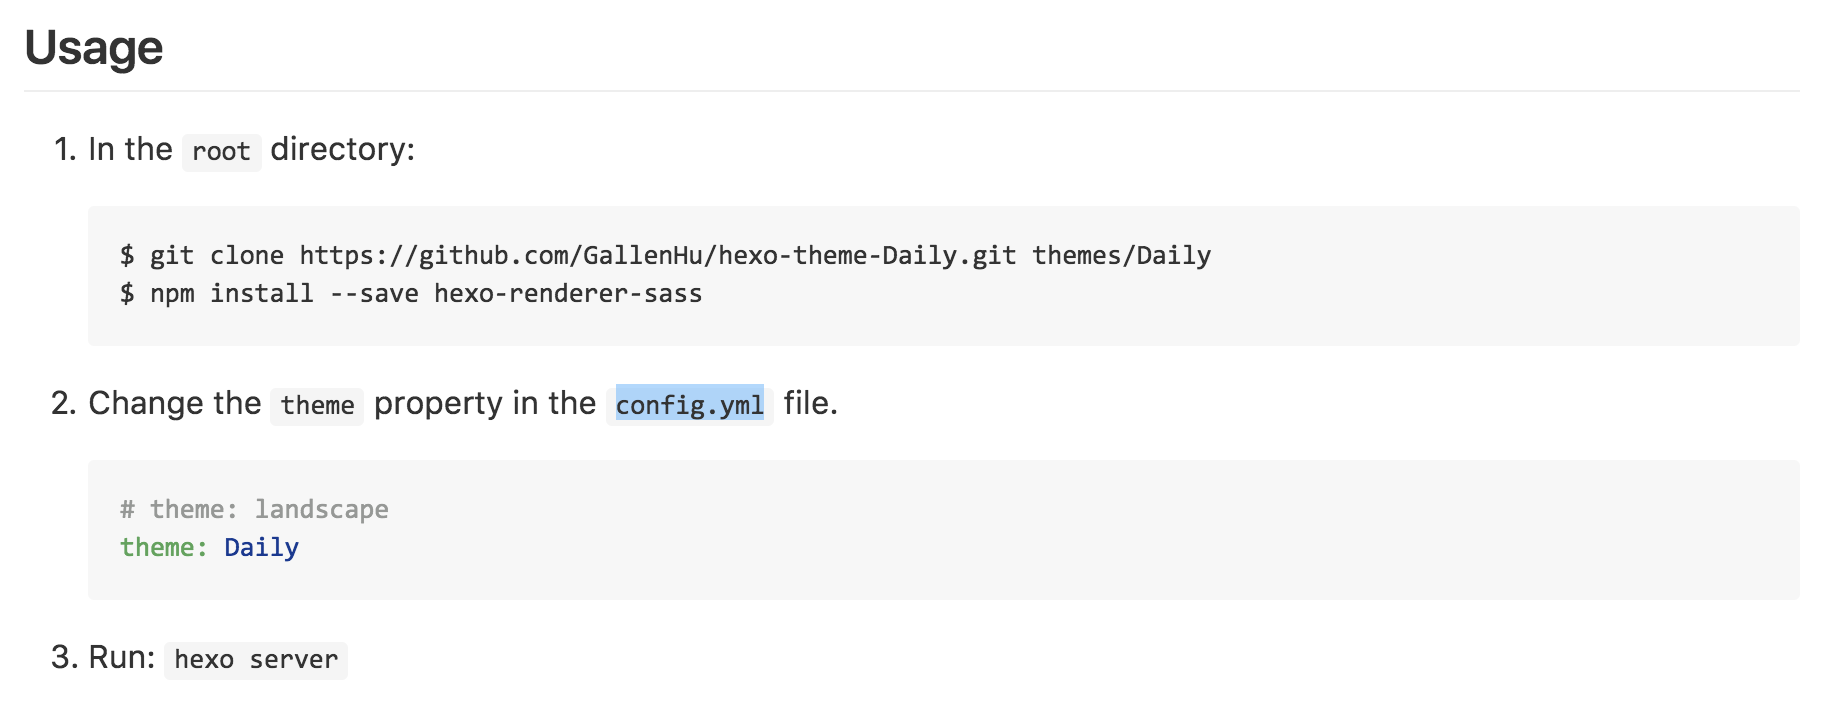 Usage
1. In the root directory:
$ git clone https://github.com/GallenHu/hexo-theme-Daily.git themes/Daily
$ npm install --save hexo-renderer-sass
2. Change the theme property in the config.yml file.
# theme: landscape
theme: Daily
3. Run: hexo server